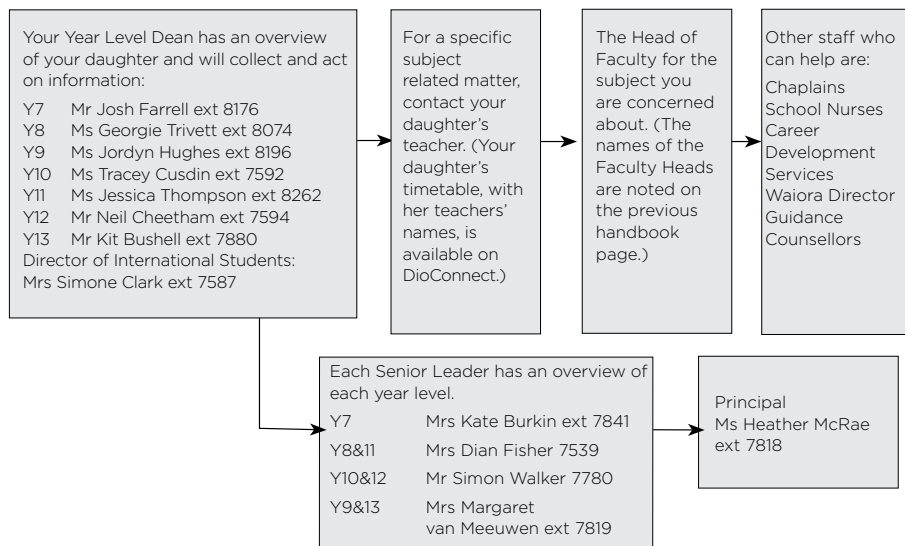 Your Year Level Dean has an overview
of your daughter and will collect and act
on information:
Y7 Mr Josh Farrell ext 8176
Y8 Ms Georgie Trivett ext 8074
Y9 Ms Jordyn Hughes ext 8196
Y10 Ms Tracey Cusdin ext 7592
Y11 Ms Jessica Thompson ext 8262
Y12 Mr Neil Cheetham ext 7594
Y13 Mr Kit Bushell ext 7880
Director of International Students:
Mrs Simone Clark ext 7587
For a specific
subject
related matter,
contact your
daughter's
teacher. (Your
daughter's
timetable, with
her teachers'
names, is
available on
DioConnect.)
The Head of
Faculty for the
subject you
are concerned
about. (The
names of the
Faculty Heads
are noted on
the previous
handbook
page.)
Other staff who
can help are:
Chaplains
School Nurses
Career
Development
Services
Waiora Director
Guidance
Counsellors
Each Senior Leader has an overview of
each year level.
Y7 Mrs Kate Burkin ext 7841
Y8&11 Mrs Dian Fisher 7539
Y10&12 Mr Simon Walker 7780
Y9&13 Mrs Margaret
van Meeuwen ext 7819
Principal
Ms Heather McRae
ext 7818